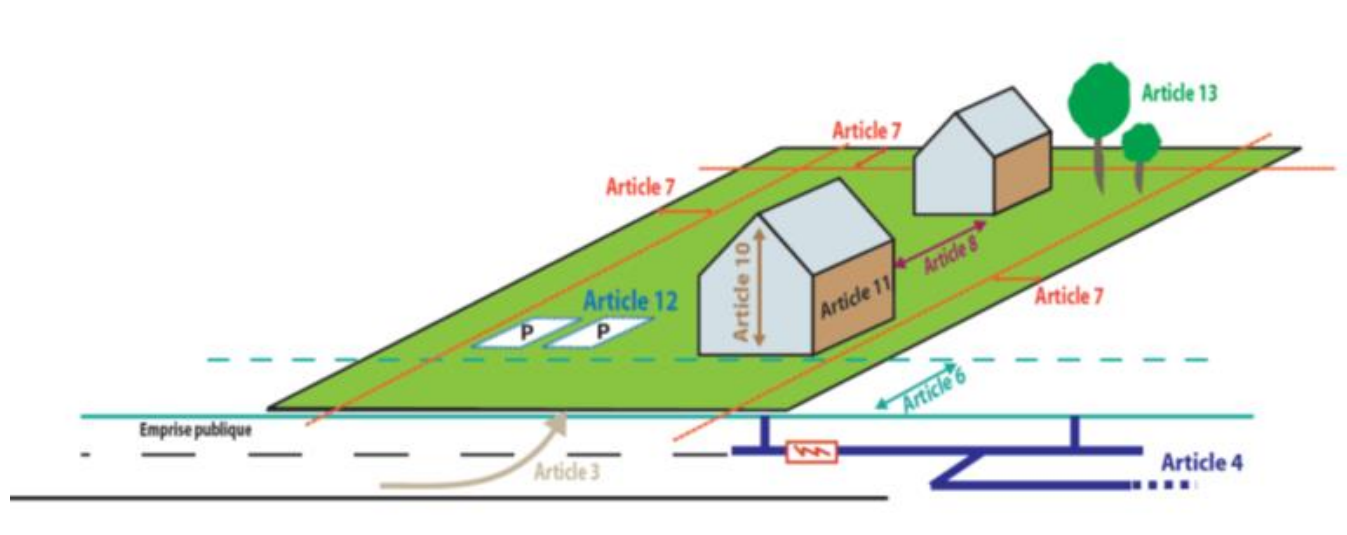 Article 13
Article 7
Article 7
Article 10
Article 8
Article 11
Article 7
Article 12
P
P
Article 6
Emprise publique
Article 3
Article 4